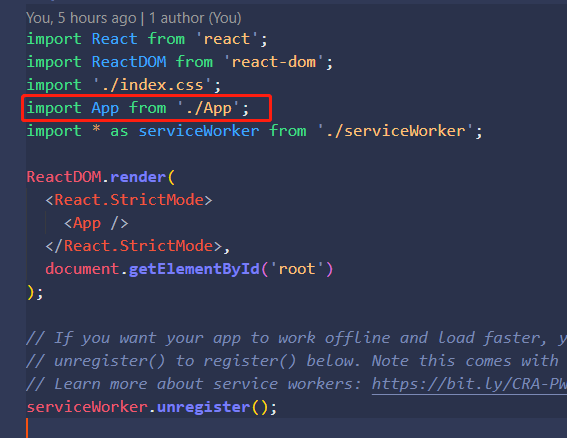 You, 5 hours ago | 1 author (You)
import React from 'react';
import ReactDOM from 'react-dom';
import './index.css';
import App from './App';
import * as serviceWorker from './serviceWorker';
ReactDOM.render(
<React.StrictMode>
<App />
</React.StrictMode>,
document.getElementById('root')
);
// If you want your app to work offline and load faster, y
// unregister() to register() below. Note this comes with
// Learn more about service workers: https://bit.ly/CRA-PW
serviceWorker.unregister();